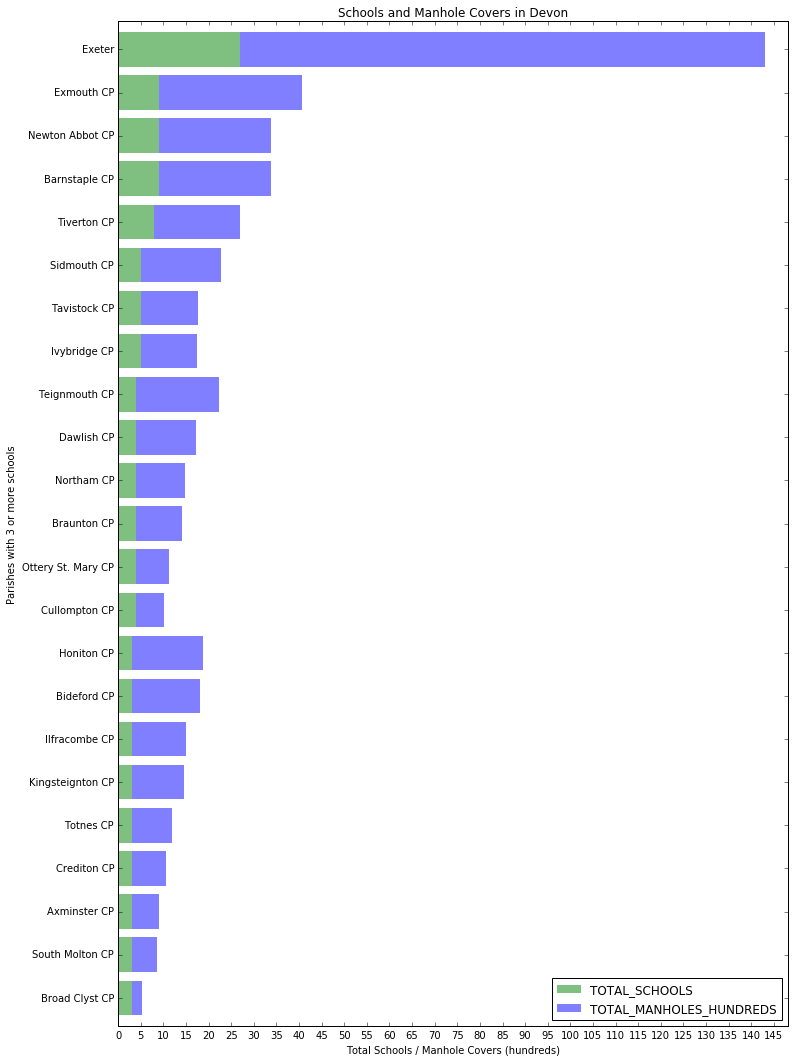 Schools and Manhole Covers in Devon
Exeter
Exmouth CP
Newton Abbot CP
Barnstaple CP
Tiverton CP
Sidmouth CP
Tavistock CP
Ivybridge CP
Teignmouth CP
Dawlish CP
Northam CP
Braunton CP
Ottery St. Mary CP
Cullompton CP
Honiton CP
Bideford CP
Ilfracombe CP
Kingsteignton CP
Totnes CP
Crediton CP
Axminster CP
South Molton CP
Broad Clyst CP
Parishes with 3 or more schools
TOTAL_SCHOOLS
TOTAL_MANHOLES_HUNDREDS
0 5 10 15 20 25 30 35 40 45 50 55 60 65 70 75 80 85 90 95 100 105 110 115 120 125 130 135 140 145
Total Schools / Manhole Covers (hundreds)